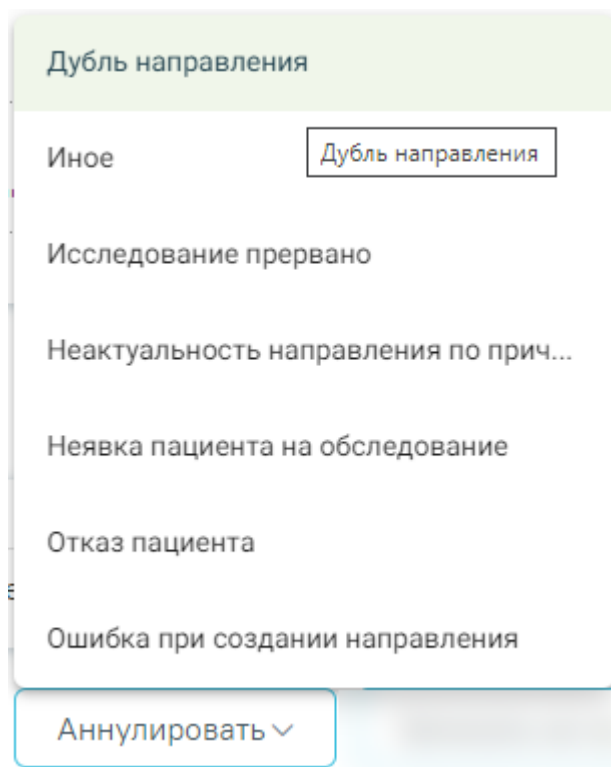 Дубль направления
Иное
Дубль направления
Исследование прервано
Неактуальность направления по прич...
Неявка пациента на обследование
Отказ пациента
Ошибка при создании направления
Аннулировать